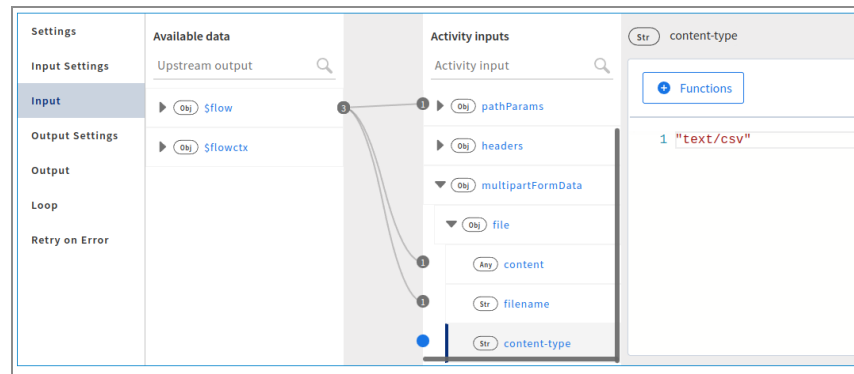 Settings
Input Settings
Input
Output Settings
Output
Loop
Retry on Error
Available data
Upstream output
Obj $flow
3
Obj $flowctx
Activity inputs
Activity input
1 Obj pathParams
Obj headers
Obj multipartFormData
Obj file
1 Any content
1 Str filename
Str content-type
Str content-type
Functions
1 "text/csv"